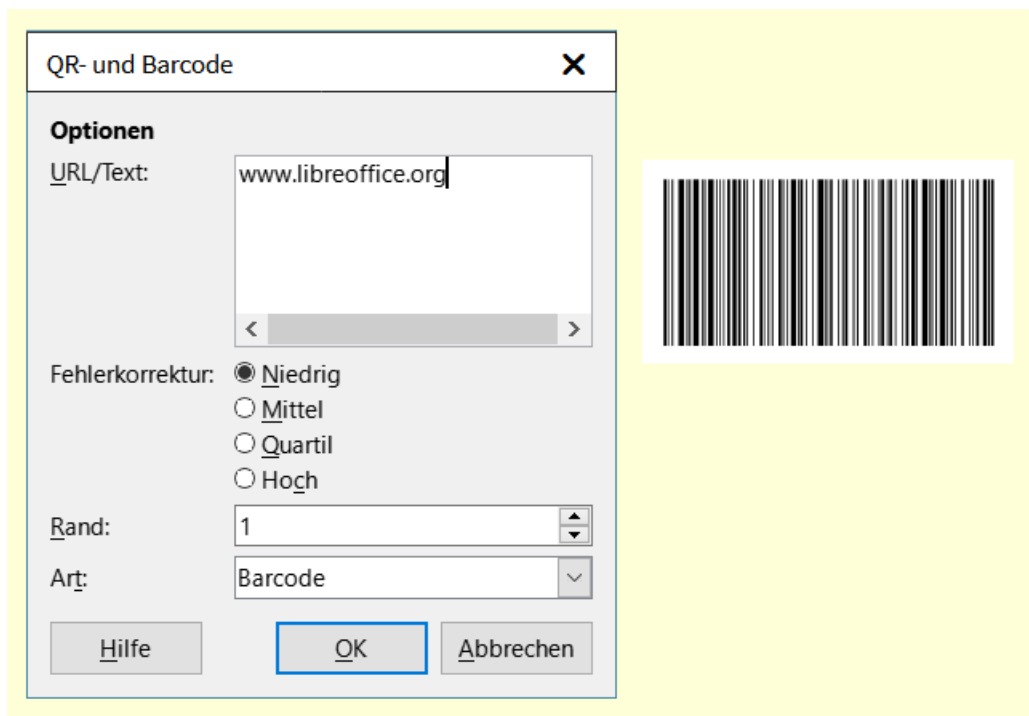 QR- und Barcode
Optionen
URL/Text:
www.libreoffice.org
Fehlerkorrektur:
Niedrig
Mittel
Quartil
Hoch
Rand:
1
Art:
Barcode
Hilfe
OK
Abbrechen